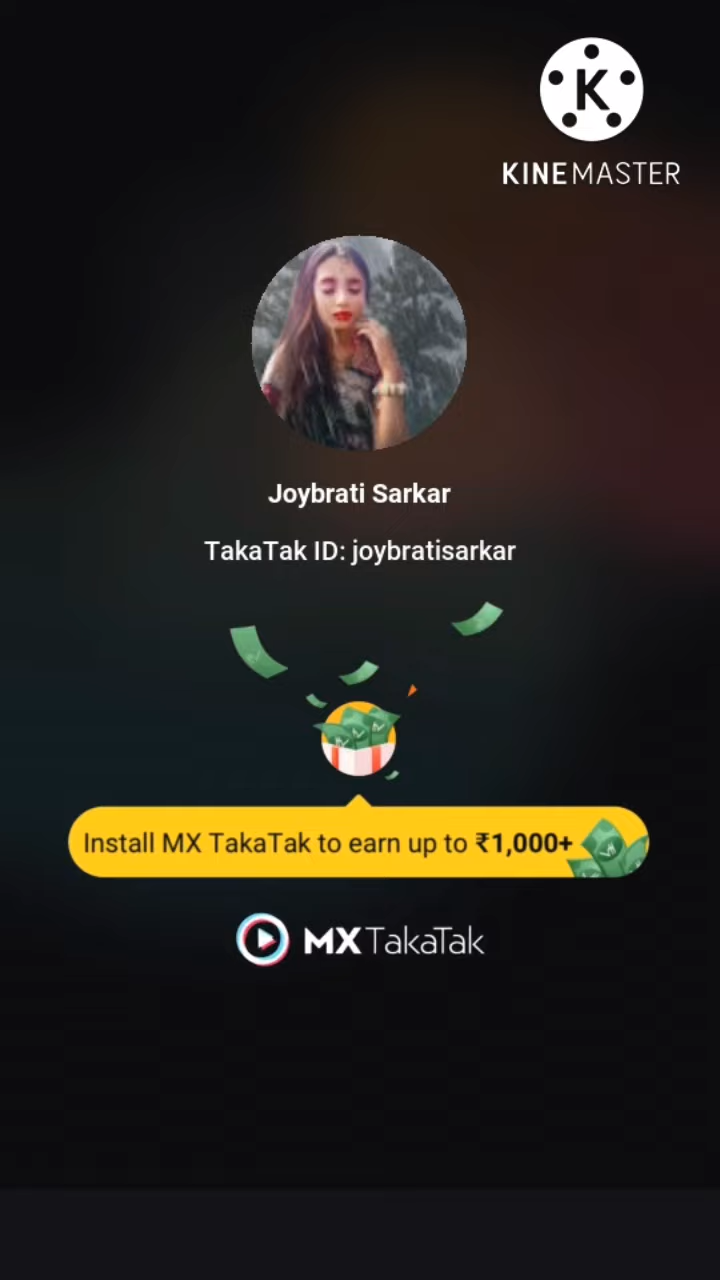 K
KINEMASTER
Joybrati Sarkar
TakaTak ID: joybratisarkar
Install MX TakaTak to earn up to ₹1,000+
MX TakaTak